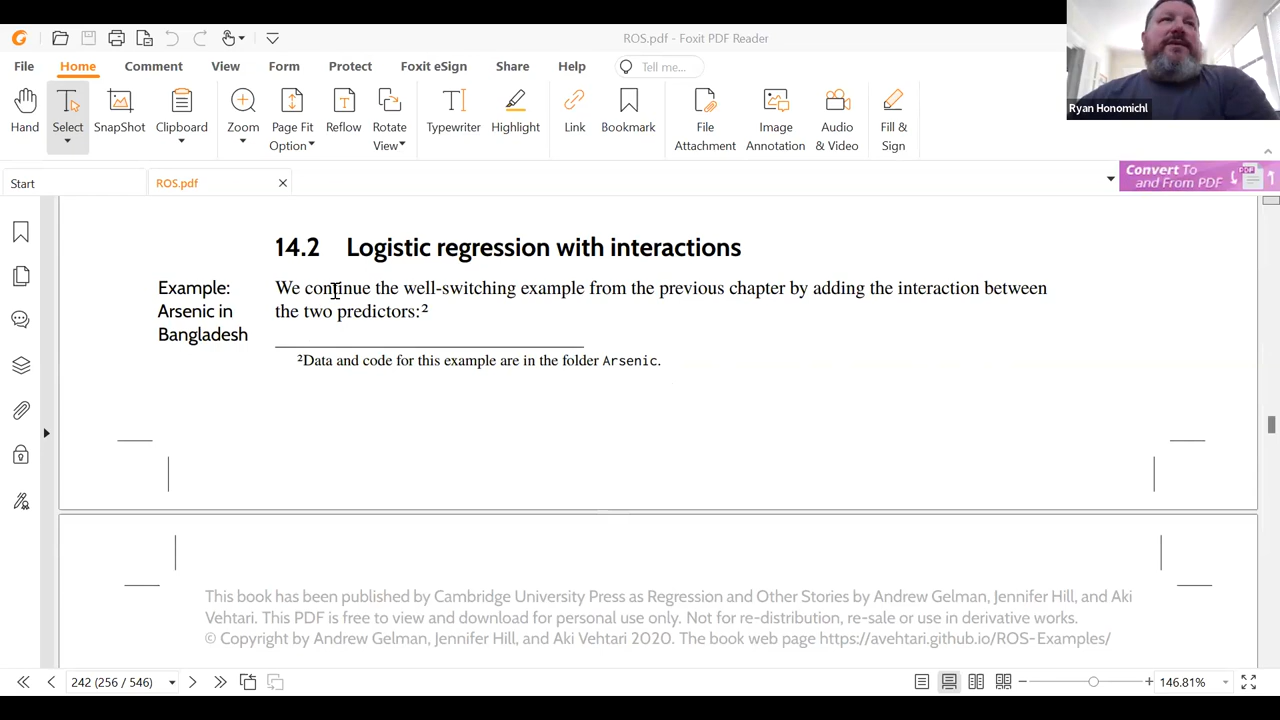 ROS.pdf - Foxit PDF Reader
File Home Comment View Form Protect Foxit eSign Share Help Tell me...
Hand Select SnapShot Clipboard Zoom Page Fit Option Reflow Rotate View Typewriter Highlight Link Bookmark File Attachment Image Annotation Audio & Video Fill & Sign
Ryan Honomichl
Start ROS.pdf
Convert To
and From PDF
PDF
14.2 Logistic regression with interactions
Example:
Arsenic in
Bangladesh
We continue the well-switching example from the previous chapter by adding the interaction between
the two predictors:²
²Data and code for this example are in the folder Arsenic.
This book has been published by Cambridge University Press as Regression and Other Stories by Andrew Gelman, Jennifer Hill, and Aki
Vehtari. This PDF is free to view and download for personal use only. Not for re-distribution, re-sale or use in derivative works.
© Copyright by Andrew Gelman, Jennifer Hill, and Aki Vehtari 2020. The book web page https://avehtari.github.io/ROS-Examples/
242 (256 / 546) 146.81%